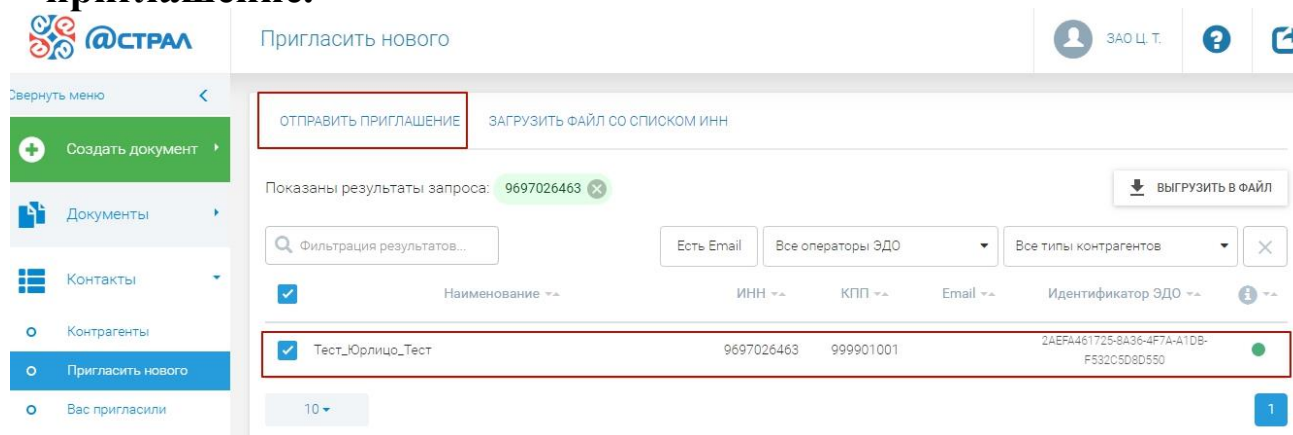 приглашение.
@СТРАЛ
Пригласить нового
ЗАО Ц. Т.
?
Свернуть меню
ОТПРАВИТЬ ПРИГЛАШЕНИЕ ЗАГРУЗИТЬ ФАЙЛ СО СПИСКОМ ИНН
Создать документ
Показаны результаты запроса: 9697026463
ВЫГРУЗИТЬ В ФАЙЛ
Документы
Фильтрация результатов... Есть Email Все операторы ЭДО Все типы контрагентов
Контакты
Наименование ИНН КПП Email Идентификатор ЭДО
Контрагенты
Тест_Юрлицо_Тест 9697026463 999901001 2AEFA461725-8A36-4F7A-A1DB-
F532C5D8D550
Пригласить нового
Вас пригласили
10 1